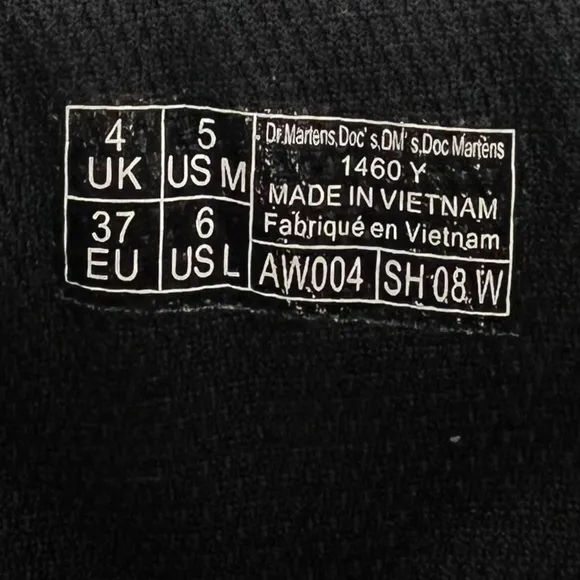 4
UK
5
US M
37
EU
6
US L
Dr.Martens,Doc's,DM's,Doc Martens
1460 Y
MADE IN VIETNAM
Fabriqué en Vietnam
AW004
SH 08 W